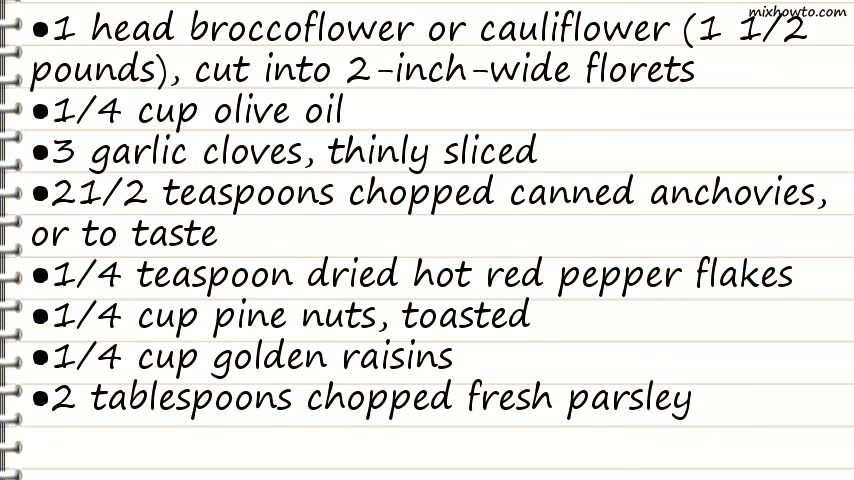 mixhowto.com
•1 head broccoflower or cauliflower (1 1/2
pounds), cut into 2-inch-wide florets
•1/4 cup olive oil
•3 garlic cloves, thinly sliced
•21/2 teaspoons chopped canned anchovies,
or to taste
•1/4 teaspoon dried hot red pepper flakes
•1/4 cup pine nuts, toasted
•1/4 cup golden raisins
•2 tablespoons chopped fresh parsley